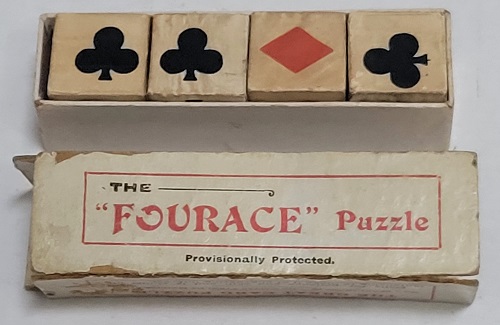 THE
"FOURACE" Puzzle
Provisionally Protected.